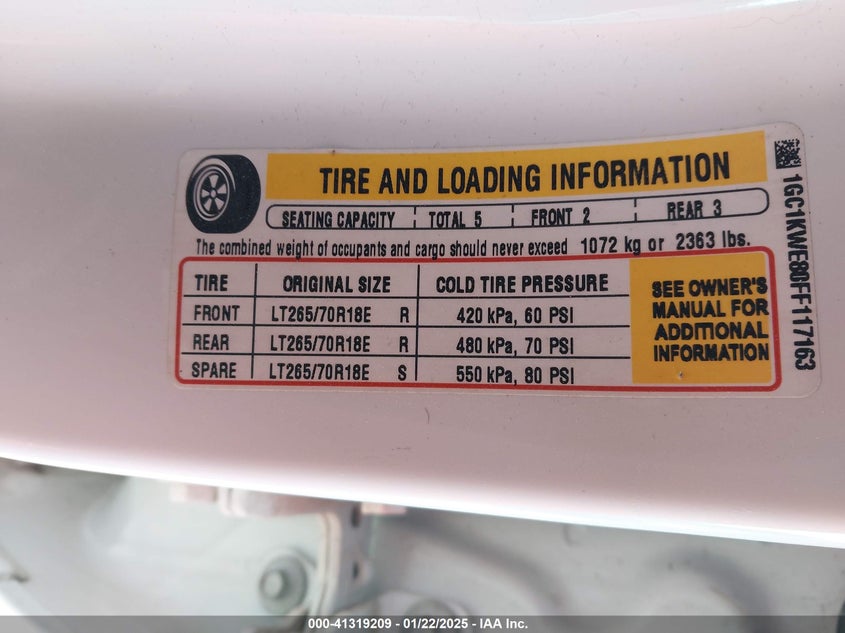 TIRE AND LOADING INFORMATION
SEATING CAPACITY TOTAL 5 FRONT 2 REAR 3
The combined weight of occupants and cargo should never exceed 1072 kg or 2363 lbs.
TIRE ORIGINAL SIZE COLD TIRE PRESSURE
FRONT LT265/70R18E R 420 kPa, 60 PSI
REAR LT265/70R18E R 480 kPa, 70 PSI
SPARE LT265/70R18E S 550 kPa, 80 PSI
SEE OWNER'S
MANUAL FOR
ADDITIONAL
INFORMATION
1GC1KWE80FF117163
000-41319209 - 01/22/2025 - IAA Inc.